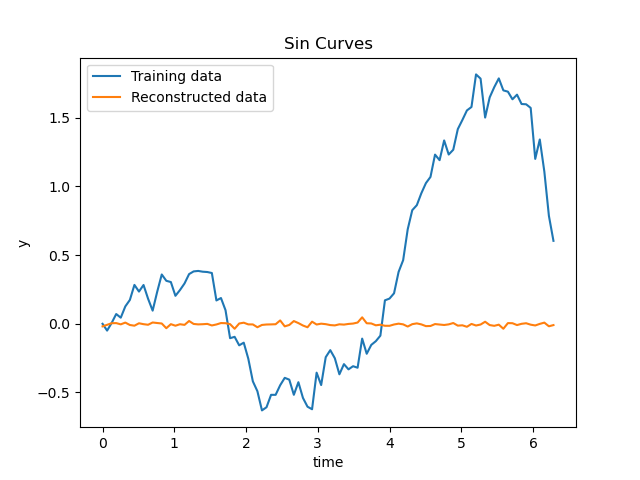 Sin Curves
Training data
Reconstructed data
1.5
1.0
0.5
0.0
−0.5
y
0 1 2 3 4 5 6
time